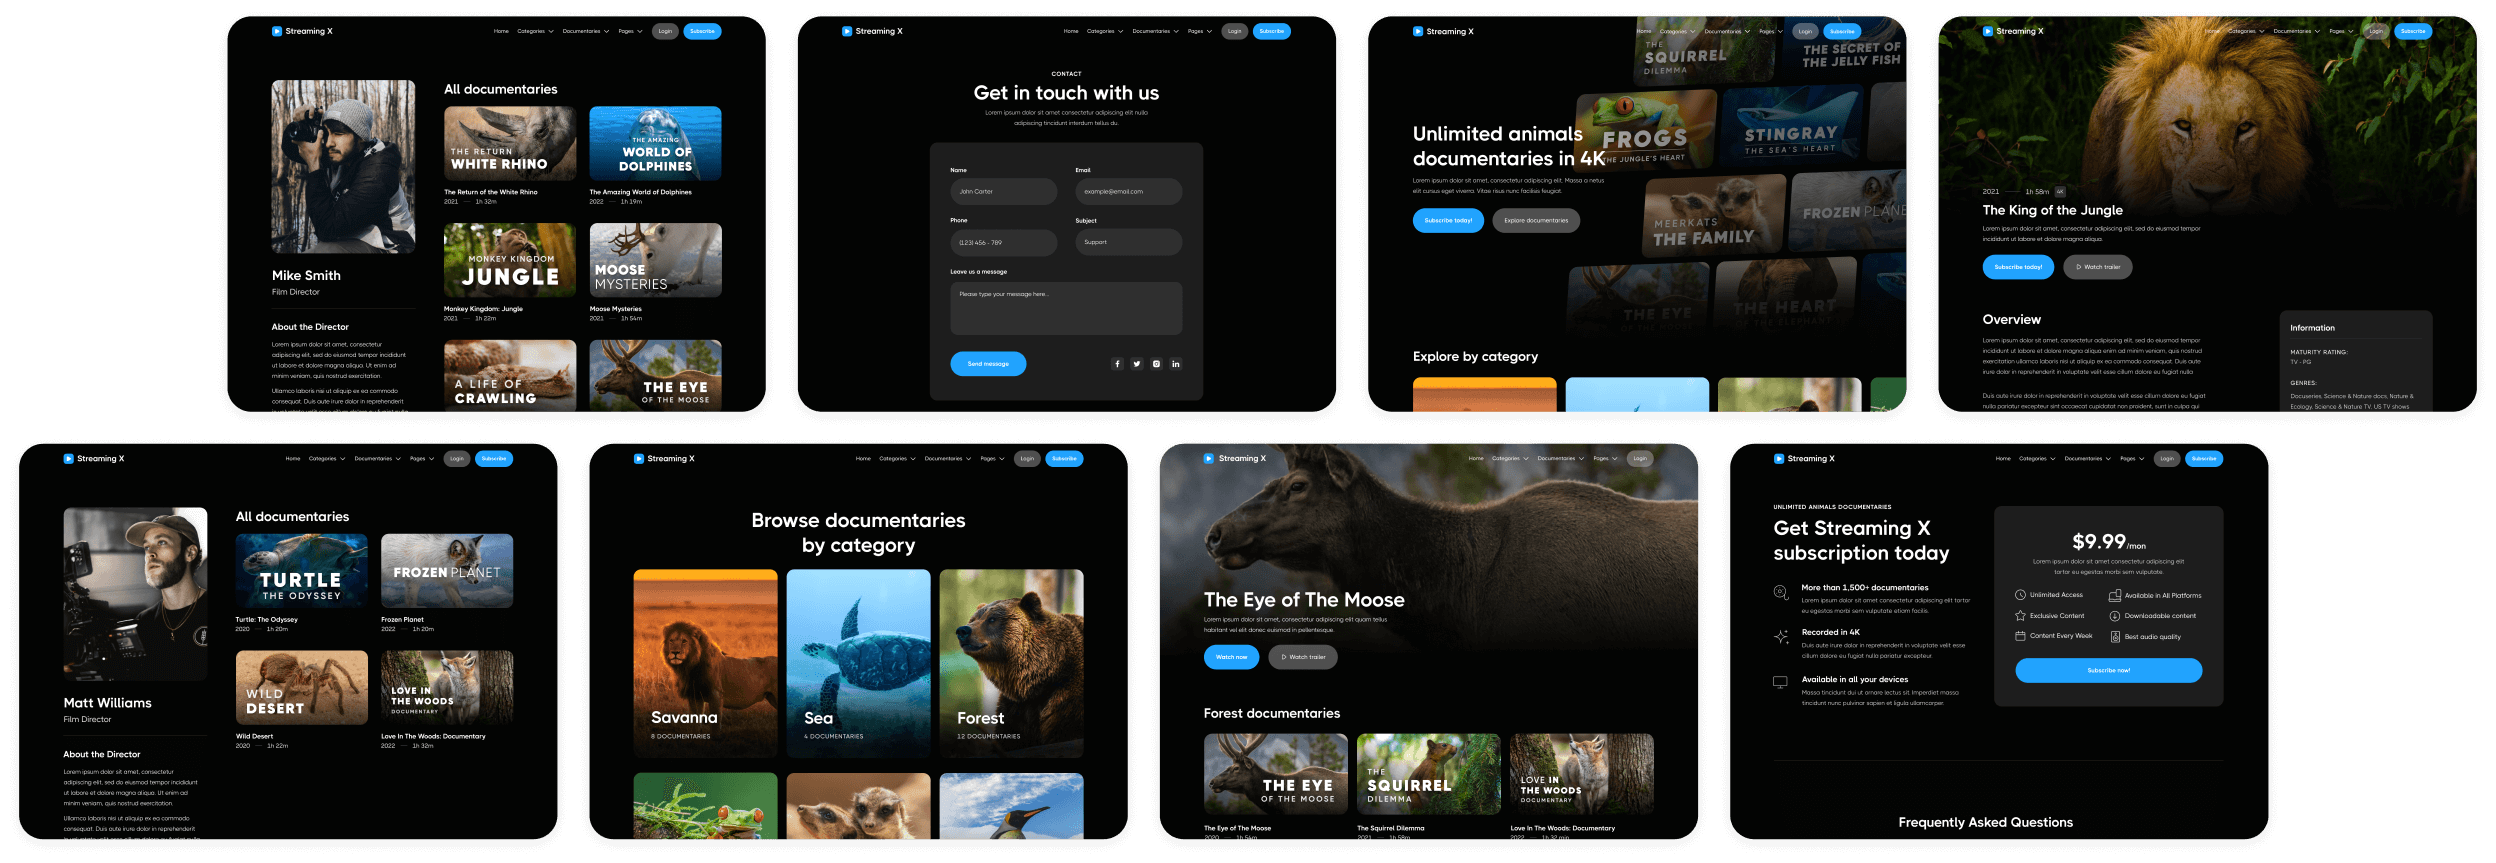 Streaming X
Home Categories Documentaries Pages Login Subscribe
Mike Smith
Film Director
About the Director
Lorem ipsum dolor sit amet, consectetur
adipiscing elit, sed do eiusmod tempor incididunt
ut labore et dolore magna aliqua. Ut enim ad
minim veniam, quis nostrud exercitation.
Ullamco laboris nisi ut aliquip ex ea commodo
consequat. Duis aute irure dolor in reprehenderit
All documentaries
THE RETURN
WHITE RHINO
The Return of the White Rhino
2021 — 1h 32m
THE AMAZING
WORLD OF
DOLPHINES
The Amazing World of Dolphines
2022 — 1h 19m
MONKEY KINGDOM
JUNGLE
Monkey Kingdom: Jungle
2021 — 1h 22m
MOOSE
MYSTERIES
Moose Mysteries
2021 — 1h 54m
A LIFE OF
CRAWLING
THE EYE
OF THE MOOSE
Streaming X
Home Categories Documentaries Pages Login Subscribe
CONTACT
Get in touch with us
Lorem ipsum dolor sit amet consectetur adipiscing elit nulla
adipiscing tincidunt interdum tellus du.
Name
John Carter
Email
example@email.com
Phone
(123) 456 - 789
Subject
Support
Leave us a message
Please type your message here...
Send message
Streaming X
Home Categories Documentaries Pages Login Subscribe
THE
SQUIRREL
DILEMMA
THE SECRET OF
THE JELLY FISH
Unlimited animals
documentaries in 4K
Lorem ipsum dolor sit amet, consectetur adipiscing elit. Massa a netus
elit cursus eget viverra. Vitae risus nunc facilisis feugiat.
Subscribe today! Explore documentaries
FROGS
THE JUNGLE'S HEART
STINGRAY
THE SEA'S HEART
MEERKATS
THE FAMILY
FROZEN PLANE
THE EYE
OF THE MOOSE
THE HEART
OF THE ELEPHANT
Explore by category
Streaming X
Home Categories Documentaries Pages Login Subscribe
2021 — 1h 58m 4K
The King of the Jungle
Lorem ipsum dolor sit amet, consectetur adipiscing elit, sed do eiusmod tempor
incididunt ut labore et dolore magna aliqua.
Subscribe today! Watch trailer
Overview
Lorem ipsum dolor sit amet, consectetur adipiscing elit, sed do eiusmod tempor
incididunt ut labore et dolore magna aliqua enim ad minim veniam, quis nostrud
exercitation ullamco laboris nisi ut aliquip ex ea commodo consequat. Duis aute
irure dolor in reprehenderit in voluptate velit esse cillum dolore eu fugiat nulla
Duis aute irure dolor in reprehenderit in voluptate velit esse cillum dolore eu fugiat
nulla pariatur excepteur sint occaecat cupidatat non proident, sunt in culpa qui
Information
MATURITY RATING:
TV - PG
GENRES:
Docuseries. Science & Nature docs, Nature &
Ecology, Science & Nature TV, US TV shows
Streaming X
Home Categories Documentaries Pages Login Subscribe
Matt Williams
Film Director
About the Director
Lorem ipsum dolor sit amet, consectetur
adipiscing elit, sed do eiusmod tempor incididunt
ut labore et dolore magna aliqua. Ut enim ad
minim veniam, quis nostrud exercitation.
Ullamco laboris nisi ut aliquip ex ea commodo
consequat. Duis aute irure dolor in reprehenderit
All documentaries
TURTLE
THE ODYSSEY
Turtle: The Odyssey
2020 — 1h 20m
FROZEN PLANET
Frozen Planet
2022 — 1h 20m
WILD
DESERT
Wild Desert
2020 — 1h 22m
LOVE IN
THE WOODS
DOCUMENTARY
Love In The Woods: Documentary
2022 — 1h 32m
Streaming X
Home Categories Documentaries Pages Login Subscribe
Browse documentaries
by category
Savanna
8 DOCUMENTARIES
Sea
4 DOCUMENTARIES
Forest
12 DOCUMENTARIES
Streaming X
Home Categories Documentaries Pages Login
The Eye of The Moose
Lorem ipsum dolor sit amet, consectetur adipiscing elit quam tellus
habitant vel elit donec euismod in pellentesque.
Watch now Watch trailer
Forest documentaries
THE EYE
OF THE MOOSE
The Eye of The Moose
2020 — 1h 54m
THE
SQUIRREL
DILEMMA
The Squirrel Dilemma
2021 — 1h 58m
LOVE IN
THE WOODS
DOCUMENTARY
Love In The Woods: Documentary
2022 — 1h 32 min
Streaming X
Home Categories Documentaries Pages Login Subscribe
UNLIMITED ANIMALS DOCUMENTARIES
Get Streaming X
subscription today
More than 1,500+ documentaries
Lorem ipsum dolor sit amet consectetur adipiscing elit tortor
eu egestas morbi sem vulputate etiam facilis.
Recorded in 4K
Duis aute irure dolor in reprehenderit in voluptate velit esse
cillum dolore eu fugiat nulla pariatur excepteur.
Available in all your devices
Massa tincidunt dui ut ornare lectus sit. Imperdiet massa
tincidunt nunc pulvinar sapien et ligula ullamcorper.
$9.99/mon
Lorem ipsum dolor sit amet consectetur adipiscing elit
tortor eu egestas morbi sem vulputate.
Unlimited Access
Available in All Platforms
Exclusive Content
Downloadable content
Content Every Week
Best audio quality
Subscribe now!
Frequently Asked Questions